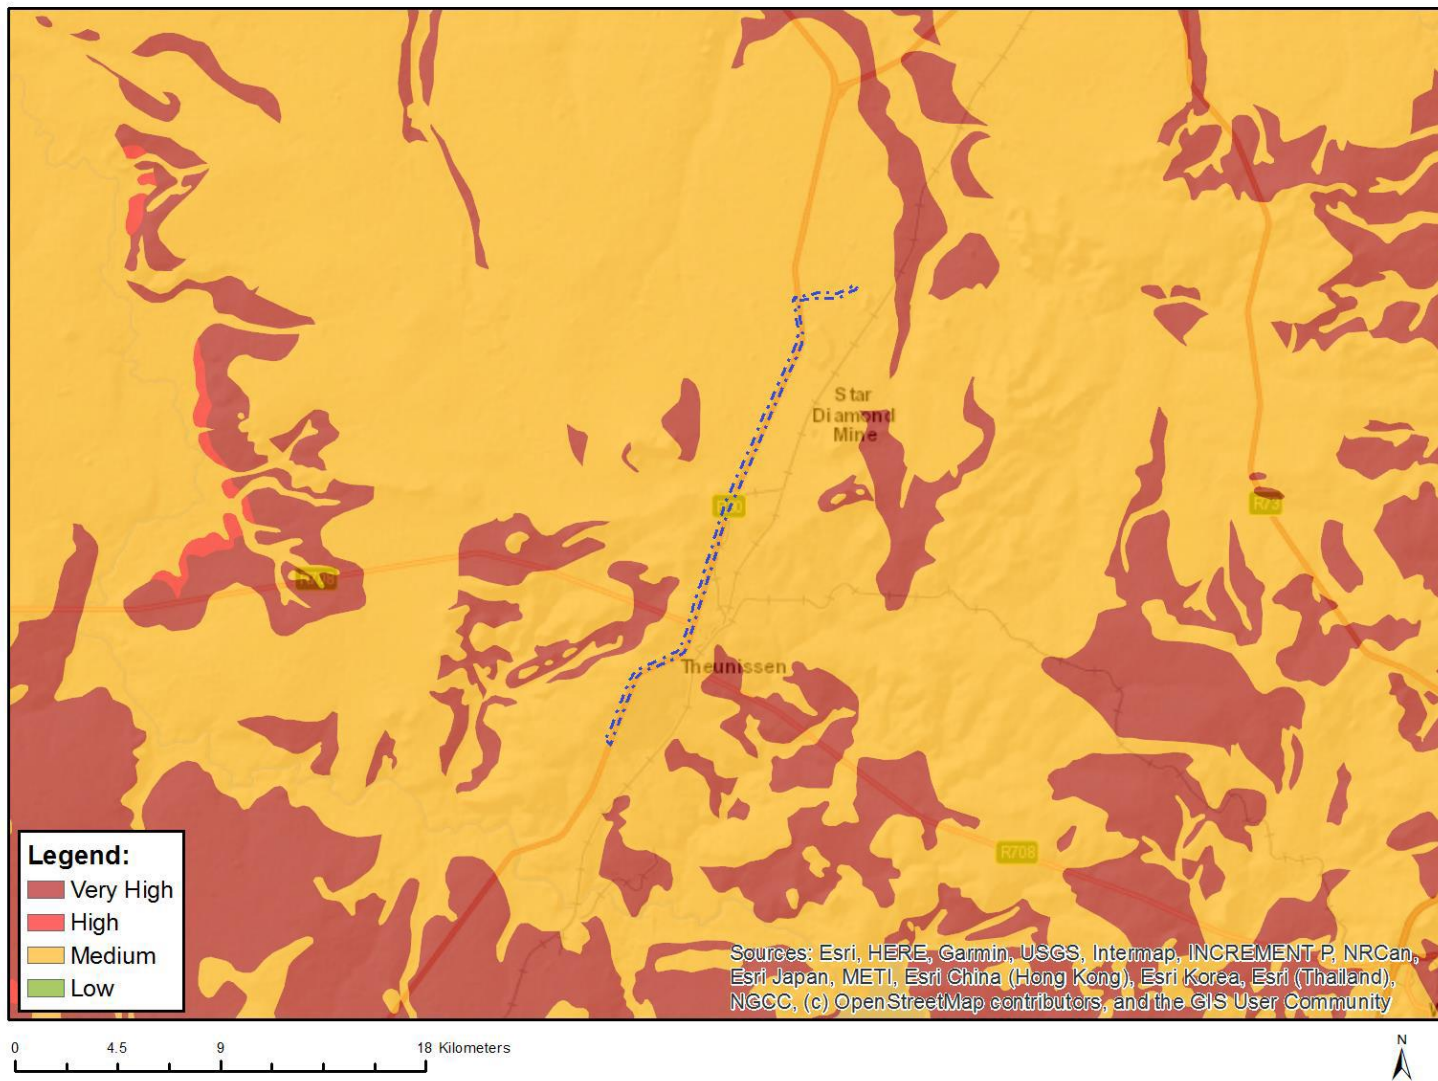 Star
Diamond
Mine
R73
R708
Theunissen
R708
Legend:
Very High
High
Medium
Low
Sources: Esri, HERE, Garmin, USGS, Intermap, INCREMENT P, NRCan,
Esri Japan, METI, Esri China (Hong Kong), Esri Korea, Esri (Thailand),
NGCC, (c) OpenStreetMap contributors, and the GIS User Community
0 4.5 9 18 Kilometers
N